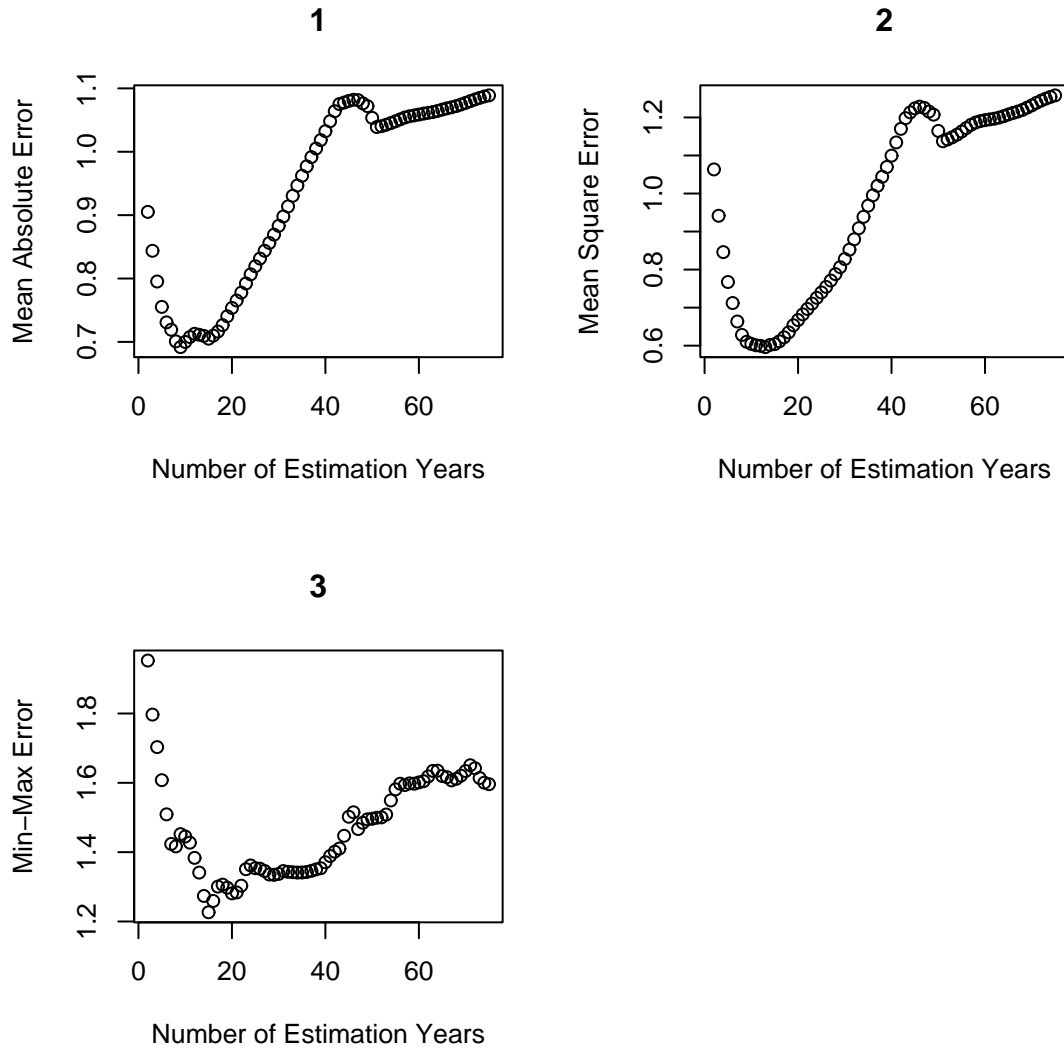 1
Mean Absolute Error
0.7 0.8 0.9 1.0 1.1
0 20 40 60
Number of Estimation Years
2
Mean Square Error
0.6 0.8 1.0 1.2
0 20 40 60
Number of Estimation Years
3
Min−Max Error
1.2 1.4 1.6 1.8
0 20 40 60
Number of Estimation Years